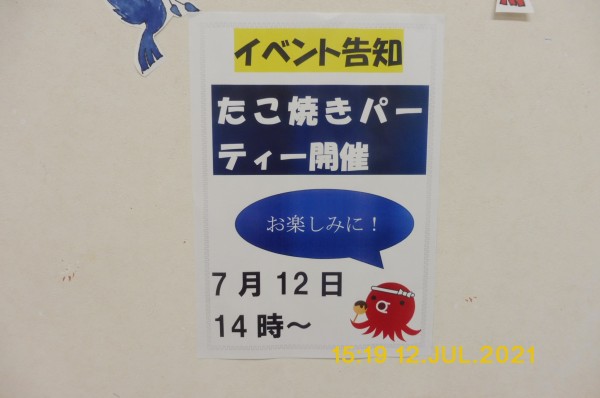 イベント告知
たこ焼きパー
ティー開催
お楽しみに！
7月12日
14時～
15:19 12.JUL.2021